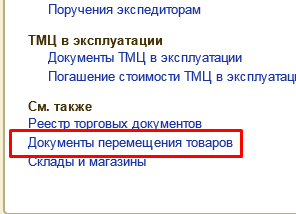 Поручения экспедиторам
ТМЦ в эксплуатации
Документы ТМЦ в эксплуатации
Погашение стоимости ТМЦ в эксплуатац
См. также
Реестр торговых документов
Документы перемещения товаров
Склады и магазины